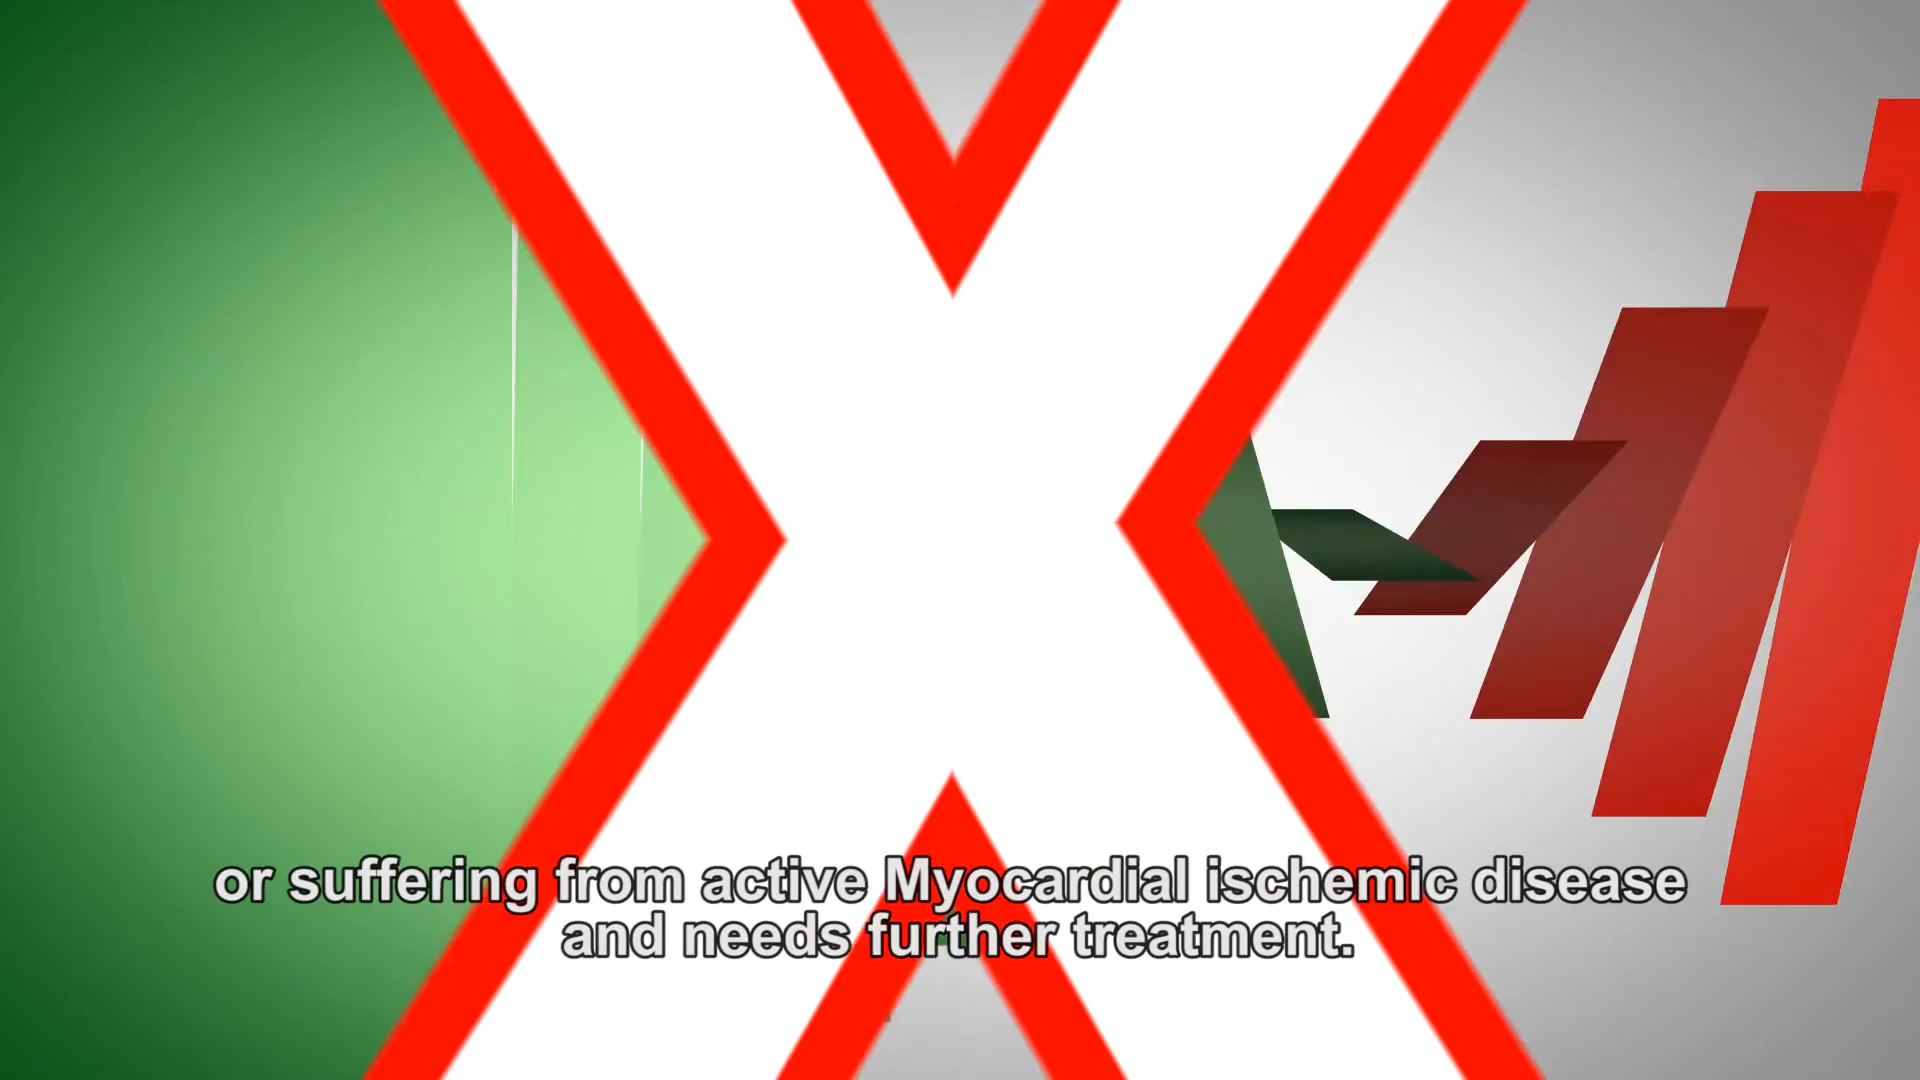 X
or suffering from active Myocardial ischemic disease
and needs further treatment.